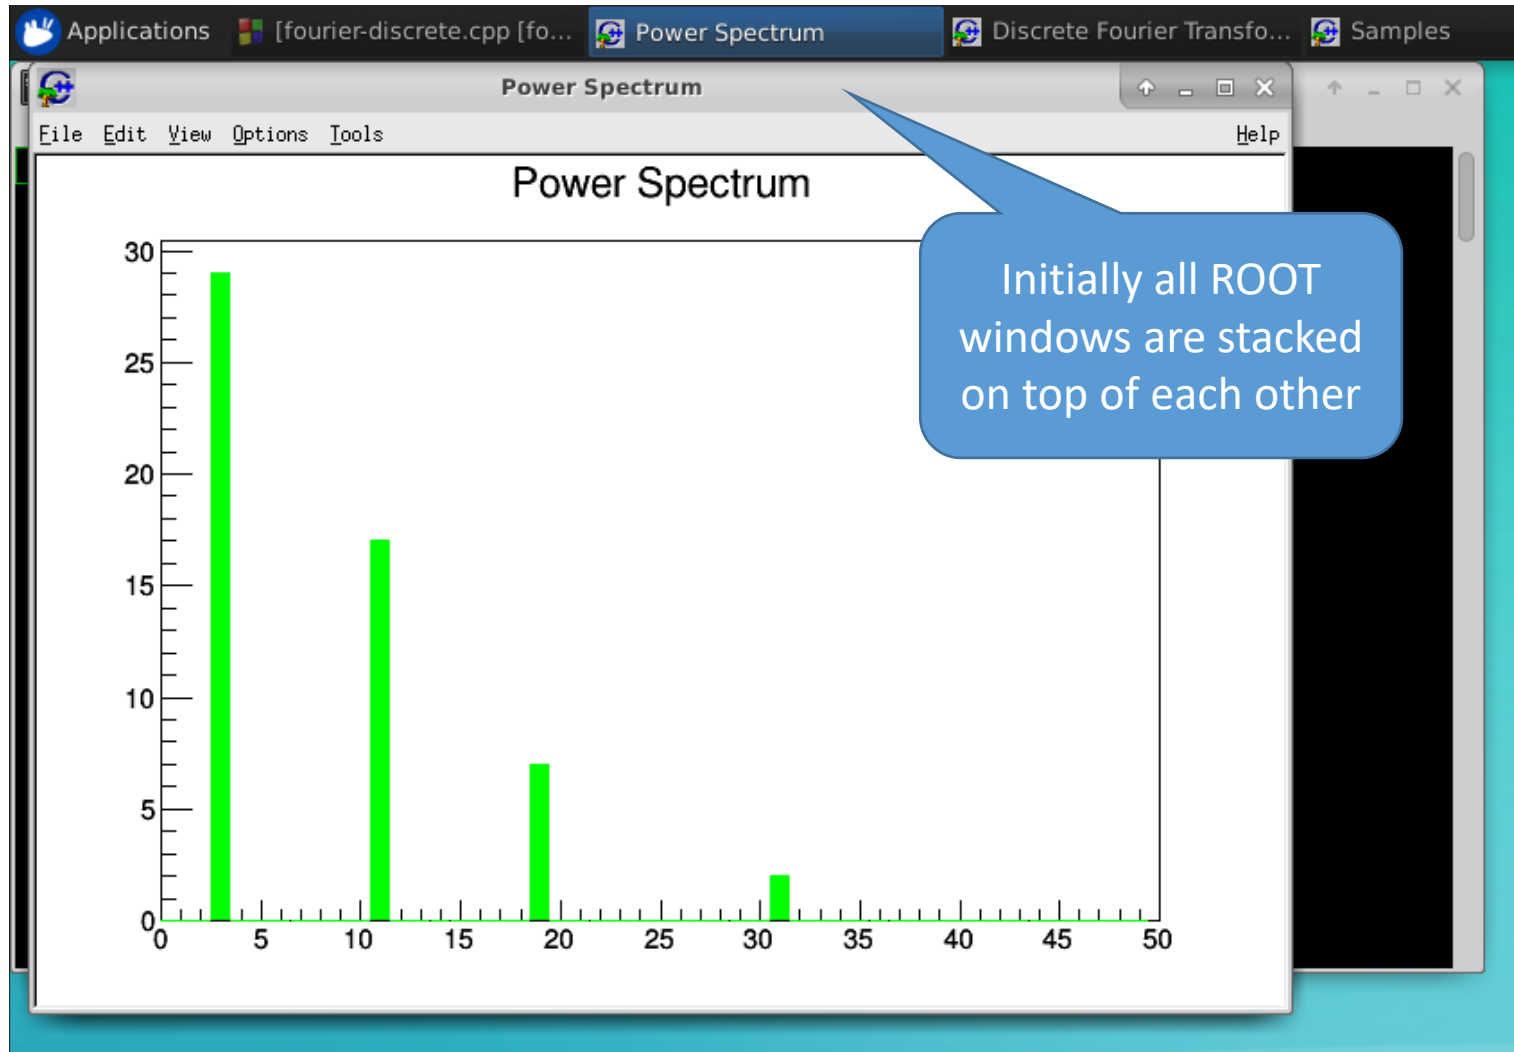 Applications
[fourier-discrete.cpp [fo...
Power Spectrum
Discrete Fourier Transfo...
Samples
Power Spectrum
File Edit View Options Tools Help
Power Spectrum
Initially all ROOT
windows are stacked
on top of each other
30
25
20
15
10
5
0
0 5 10 15 20 25 30 35 40 45 50